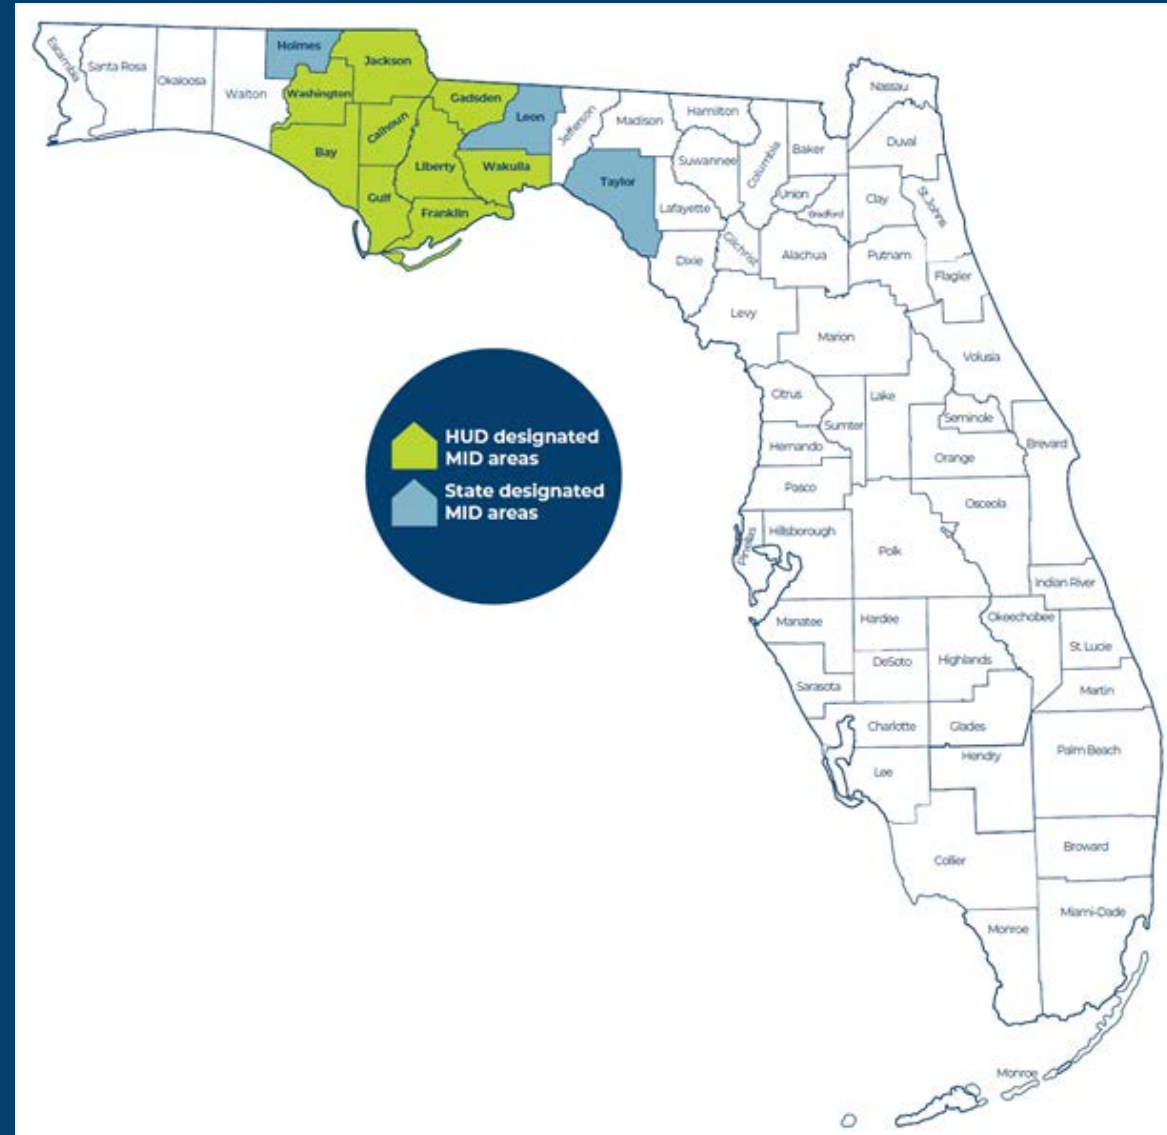 Escambia
Santa Rosa
Okaloosa
Walton
Holmes
Washington
Jackson
Bay
Calhoun
Gulf
Liberty
Gadsden
Franklin
Leon
Wakulla
Jefferson
Madison
Taylor
Hamilton
Suwannee
Lafayette
Dixie
Columbia
Gilchrist
Baker
Union
Bradford
Alachua
Nassau
Duval
Clay
St. Johns
Putnam
Flagler
Levy
Marion
Volusia
Citrus
Sumter
Lake
Seminole
Hernando
Orange
Brevard
Pasco
Osceola
Pinellas
Hillsborough
Polk
Indian River
Manatee
Hardee
Okeechobee
St. Lucie
DeSoto
Highlands
Sarasota
Martin
Charlotte
Glades
Lee
Hendry
Palm Beach
Collier
Broward
Monroe
Miami-Dade
Monroe
HUD designated
MID areas
State designated
MID areas